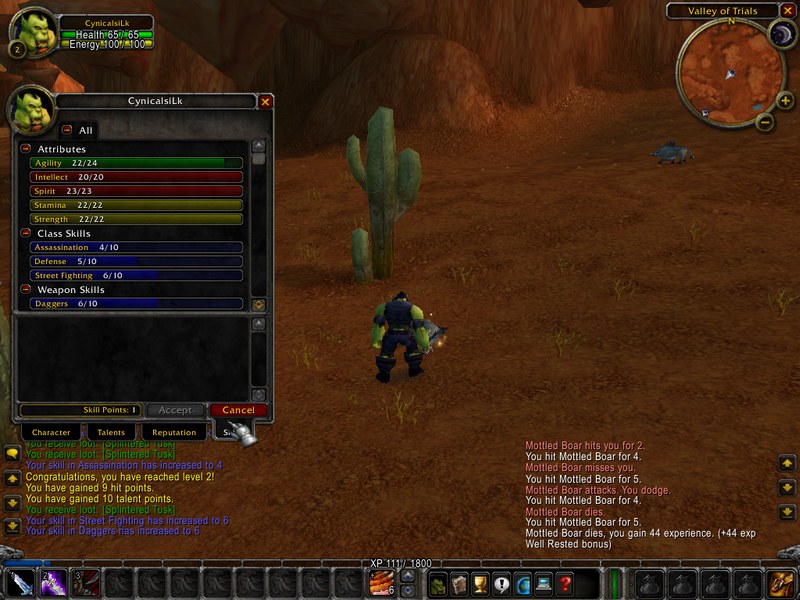 CynicalsiLk
Health 65 / 65
Energy 100 / 100
2
Valley of Trials
N
CynicalsiLk
All
Attributes
Agility 22/24
Intellect 20/20
Spirit 23/23
Stamina 22/22
Strength 22/22
Class Skills
Assassination 4/10
Defense 5/10
Street Fighting 6/10
Weapon Skills
Daggers 6/10
Skill Points: 1
Accept
Cancel
Character
Talents
Reputation
You receive loot: [Splintered Tusk]
You receive loot: [Splintered Tusk]
Your skill in Assassination has increased to 4
Congratulations, you have reached level 2!
You have gained 9 hit points.
You have gained 10 talent points.
You receive loot: [Splintered Tusk]
Your skill in Street Fighting has increased to 6
Your skill in Daggers has increased to 6
Mottled Boar hits you for 2.
You hit Mottled Boar for 4.
Mottled Boar misses you.
You hit Mottled Boar for 5.
Mottled Boar attacks. You dodge.
You hit Mottled Boar for 4.
Mottled Boar dies.
You hit Mottled Boar for 5.
Mottled Boar dies, you gain 44 experience. (+44 exp
Well Rested bonus)
XP 111 / 1800
2
3
6